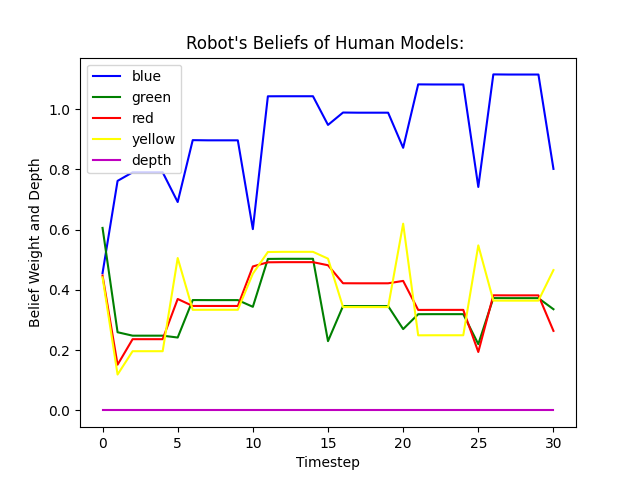 Robot's Beliefs of Human Models:
blue
green
red
yellow
depth
Belief Weight and Depth
1.0
0.8
0.6
0.4
0.2
0.0
0 5 10 15 20 25 30
Timestep